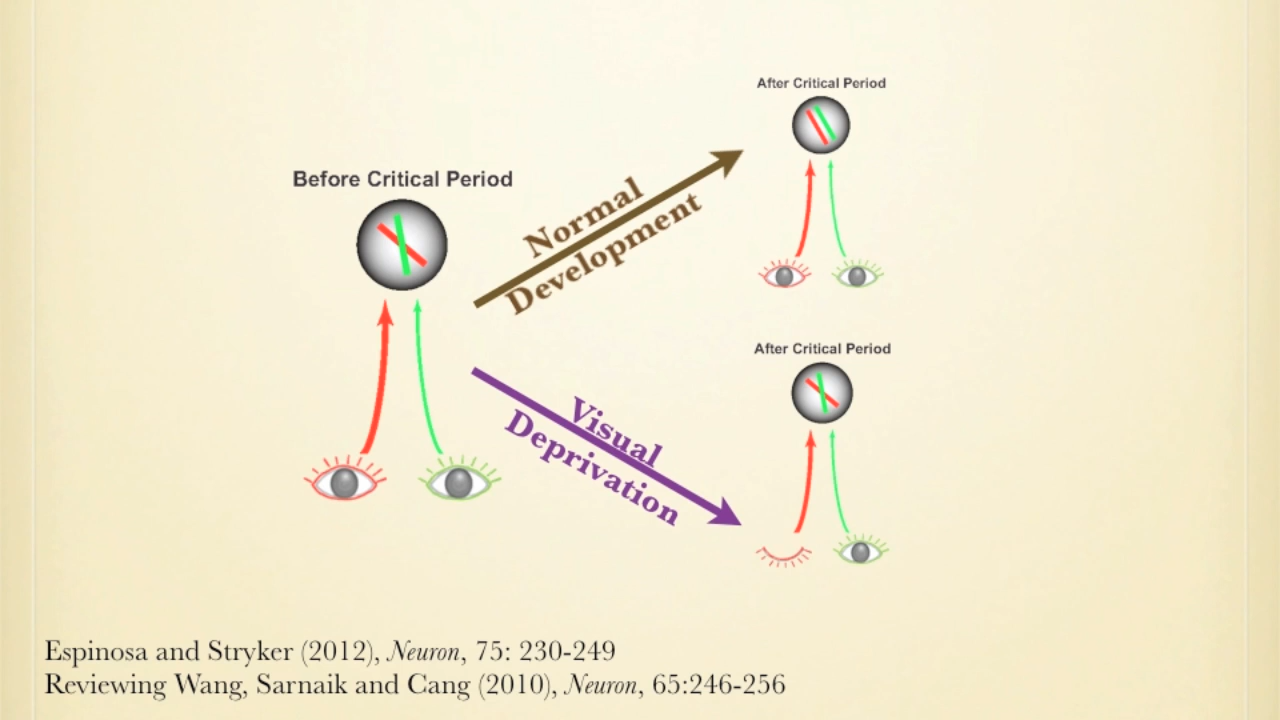 After Critical Period
Before Critical Period
Normal
Development
After Critical Period
Visual
Deprivation
Espinosa and Stryker (2012), Neuron, 75: 230-249
Reviewing Wang, Sarnaik and Cang (2010), Neuron, 65:246-256